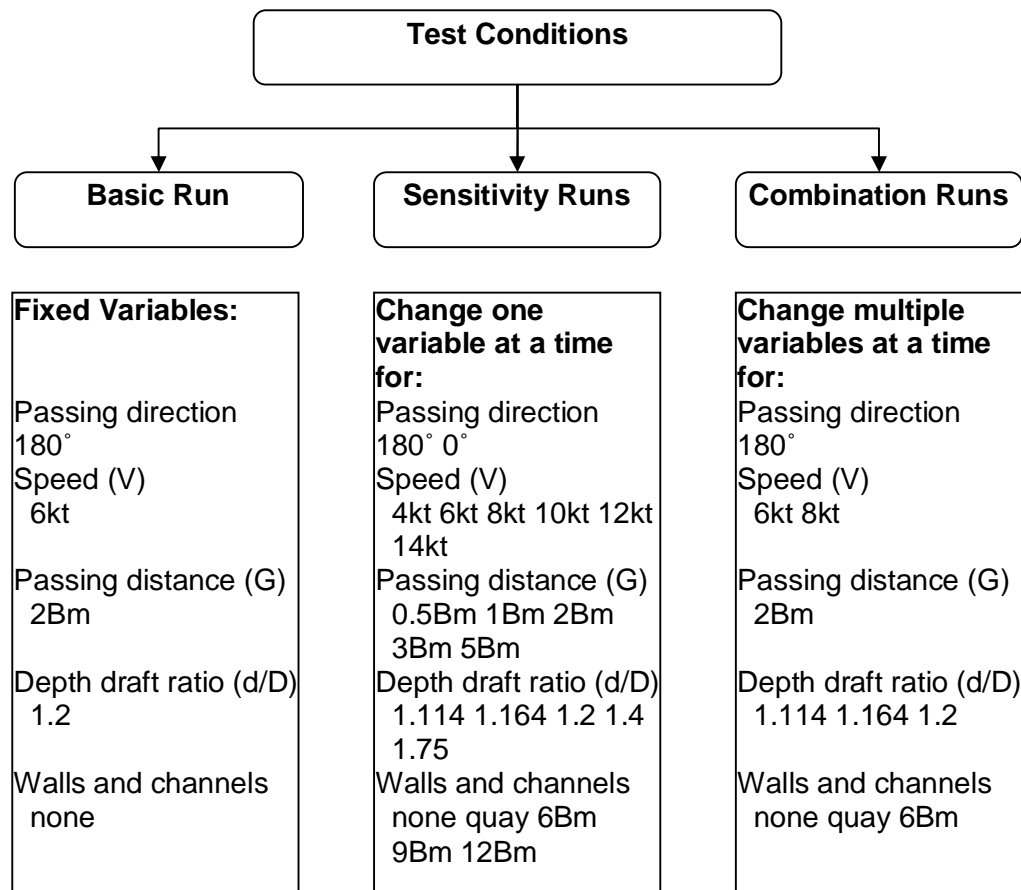 Test Conditions
Basic Run
Sensitivity Runs
Combination Runs
Fixed Variables:
Passing direction
180˚
Speed (V)
6kt
Passing distance (G)
2Bm
Depth draft ratio (d/D)
1.2
Walls and channels
none
Change one
variable at a time
for:
Passing direction
180˚ 0˚
Speed (V)
4kt 6kt 8kt 10kt 12kt
14kt
Passing distance (G)
0.5Bm 1Bm 2Bm
3Bm 5Bm
Depth draft ratio (d/D)
1.114 1.164 1.2 1.4
1.75
Walls and channels
none quay 6Bm
9Bm 12Bm
Change multiple
variables at a time
for:
Passing direction
180˚
Speed (V)
6kt 8kt
Passing distance (G)
2Bm
Depth draft ratio (d/D)
1.114 1.164 1.2
Walls and channels
none quay 6Bm